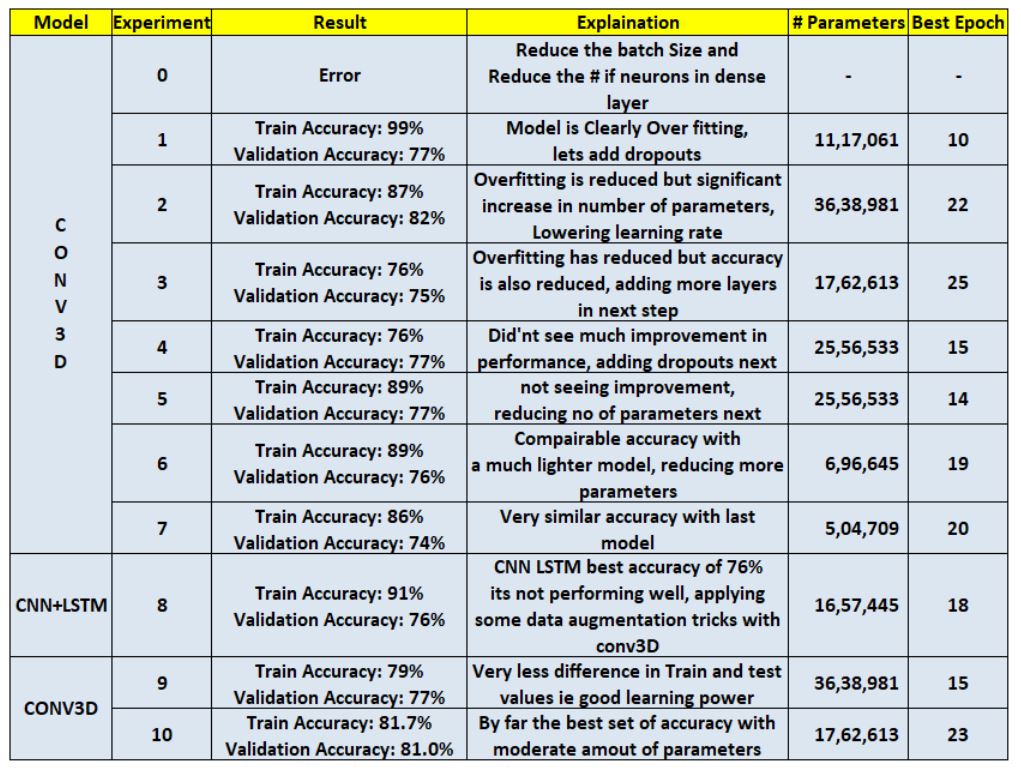 Model Experiment Result Explaination # Parameters Best Epoch
C
O
N
V
3
D
0 Error Reduce the batch Size and
Reduce the # if neurons in dense
layer - -
1 Train Accuracy: 99%
Validation Accuracy: 77% Model is Clearly Over fitting,
lets add dropouts 11,17,061 10
2 Train Accuracy: 87%
Validation Accuracy: 82% Overfitting is reduced but significant
increase in number of parameters,
Lowering learning rate 36,38,981 22
3 Train Accuracy: 76%
Validation Accuracy: 75% Overfitting has reduced but accuracy
is also reduced, adding more layers
in next step 17,62,613 25
4 Train Accuracy: 76%
Validation Accuracy: 77% Did'nt see much improvement in
performance, adding dropouts next 25,56,533 15
5 Train Accuracy: 89%
Validation Accuracy: 77% not seeing improvement,
reducing no of parameters next 25,56,533 14
6 Train Accuracy: 89%
Validation Accuracy: 76% Compairable accuracy with
a much lighter model, reducing more
parameters 6,96,645 19
7 Train Accuracy: 86%
Validation Accuracy: 74% Very similar accuracy with last
model 5,04,709 20
CNN+LSTM 8 Train Accuracy: 91%
Validation Accuracy: 76% CNN LSTM best accuracy of 76%
its not performing well, applying
some data augmentation tricks with
conv3D 16,57,445 18
CONV3D 9 Train Accuracy: 79%
Validation Accuracy: 77% Very less difference in Train and test
values ie good learning power 36,38,981 15
10 Train Accuracy: 81.7%
Validation Accuracy: 81.0% By far the best set of accuracy with
moderate amout of parameters 17,62,613 23